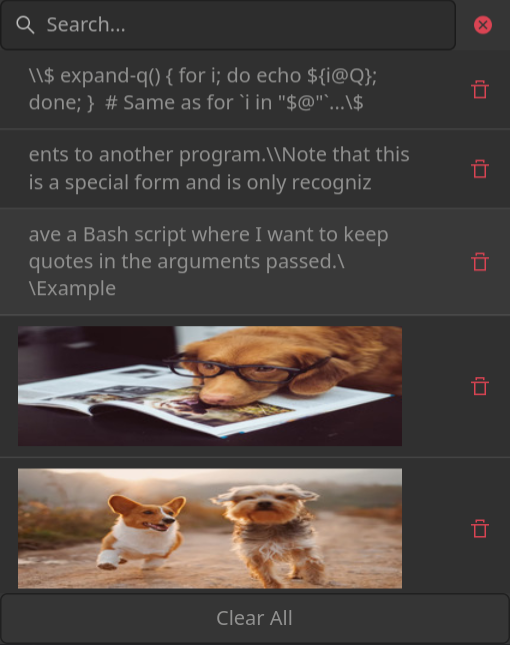 Search...
\\$ expand-q() { for i; do echo ${i@Q};
done; }  # Same as for `i in "$@"`...\$
ents to another program.\\Note that this
is a special form and is only recogniz
ave a Bash script where I want to keep
quotes in the arguments passed.\
\Example
Clear All